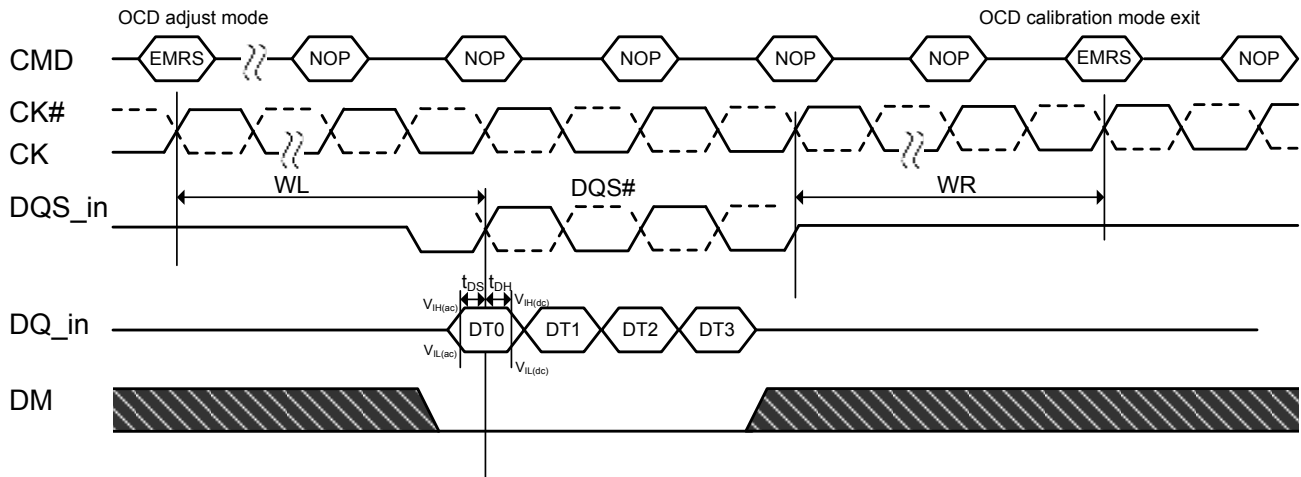 OCD adjust mode OCD calibration mode exit
CMD EMRS NOP NOP NOP NOP NOP EMRS NOP
CK#
CK
WL DQS# WR
DQS_in
tDS tDH
VIH(ac) VIH(dc)
DQ_in DT0 DT1 DT2 DT3
VIL(ac) VIL(dc)
DM